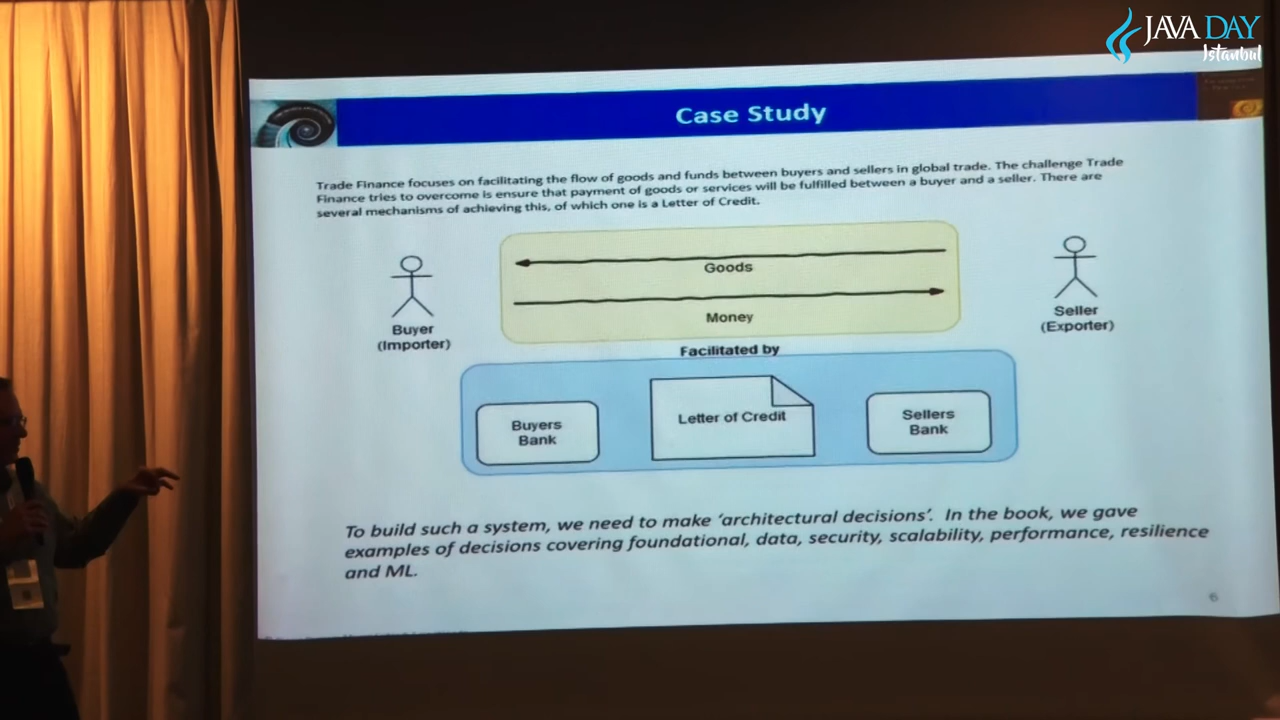 JAVA DAY
Istanbul
Case Study
Trade Finance focuses on facilitating the flow of goods and funds between buyers and sellers in global trade. The challenge Trade
Finance tries to overcome is ensure that payment of goods or services will be fulfilled between a buyer and a seller. There are
several mechanisms of achieving this, of which one is a Letter of Credit.
Goods
Money
Buyer
(Importer)
Seller
(Exporter)
Facilitated by
Buyers
Bank
Letter of Credit
Sellers
Bank
To build such a system, we need to make ‘architectural decisions’. In the book, we gave
examples of decisions covering foundational, data, security, scalability, performance, resilience
and ML.
6